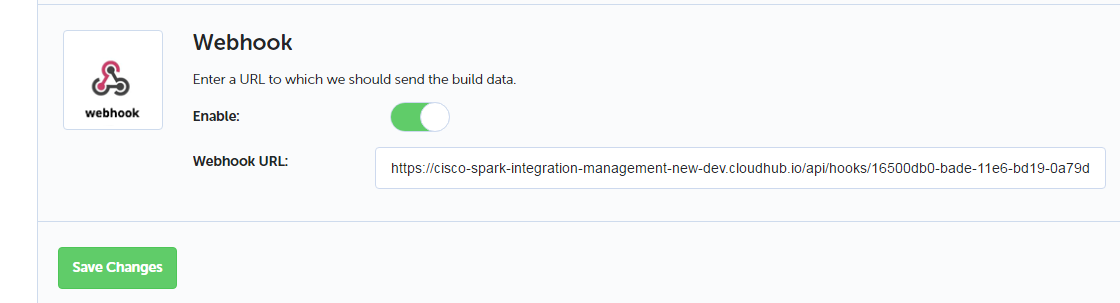 Webhook
Enter a URL to which we should send the build data.
webhook
Enable:
Webhook URL:
https://cisco-spark-integration-management-new-dev.cloudhub.io/api/hooks/16500db0-bade-11e6-bd19-0a79d
Save Changes